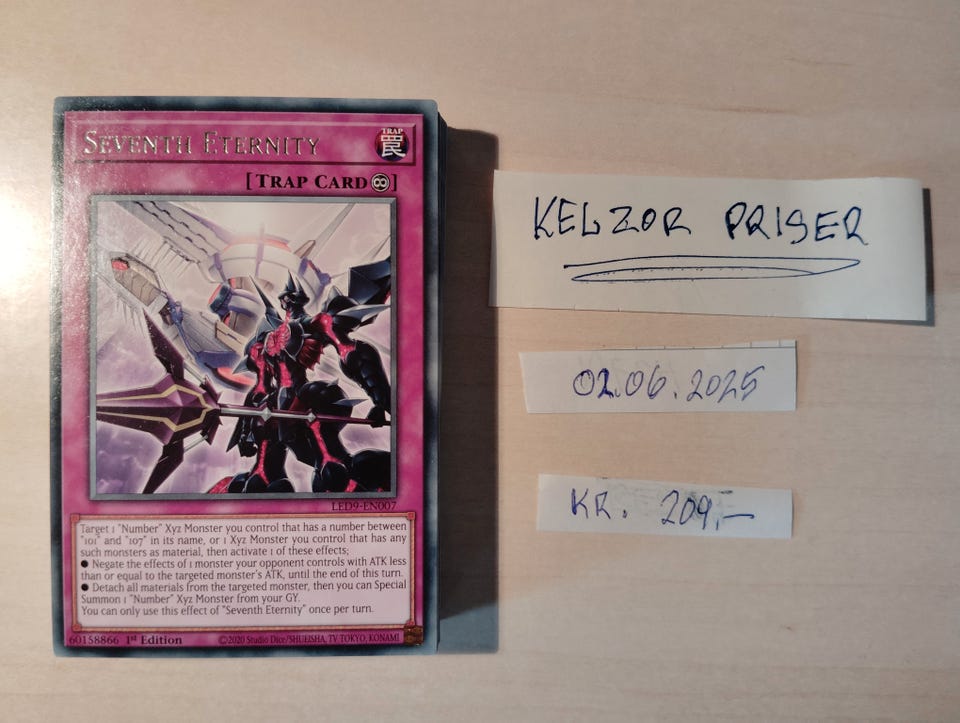 SEVENTH ETERNITY
TRAP
罠
[TRAP CARD ]
LED9-EN007
Target 1 "Number" Xyz Monster you control that has a number between
"101" and "107" in its name, or 1 Xyz Monster you control that has any
such monsters as material, then activate 1 of these effects;
● Negate the effects of 1 monster your opponent controls with ATK less
than or equal to the targeted monster's ATK, until the end of this turn.
● Detach all materials from the targeted monster, then you can Special
Summon 1 "Number" Xyz Monster from your GY.
You can only use this effect of "Seventh Eternity" once per turn.
60158866 1st Edition
©2020 Studio Dice/SHUEISHA, TV TOKYO, KONAMI
KELZOR PRISER
02.06.2025
KR. 209,—